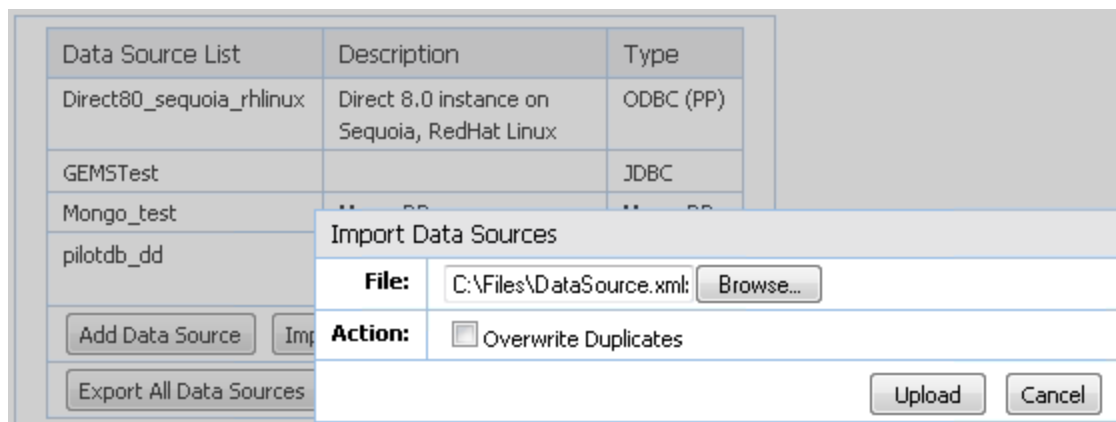 Data Source List Description Type
Direct80_sequoia_rhlinux Direct 8.0 instance on ODBC (PP)
Sequoia, RedHat Linux
GEMSTest JDBC
Mongo_test
Import Data Sources
pilotdb_dd
File: C:\Files\DataSource.xml Browse...
Add Data Source Action: Overwrite Duplicates
Export All Data Sources Upload Cancel